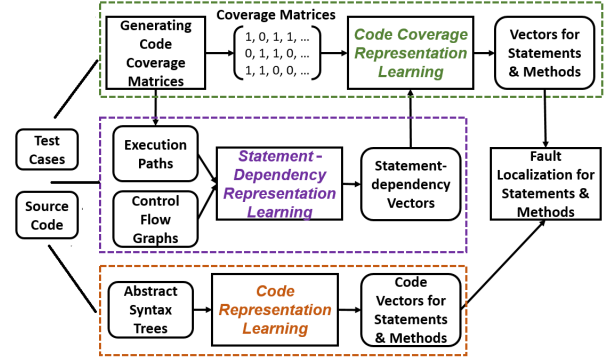 Coverage Matrices
Generating
Code
Coverage
Matrices
1, 0, 1, 1, ...
0, 1, 1, 0, ...
1, 1, 0, 0, ...
Code Coverage
Representation
Learning
Vectors for
Statements
& Methods
Test
Cases
Source
Code
Execution
Paths
Control
Flow
Graphs
Statement -
Dependency
Representation
Learning
Statement-
dependency
Vectors
Fault
Localization for
Statements &
Methods
Abstract
Syntax
Trees
Code
Representation
Learning
Code
Vectors for
Statements
& Methods